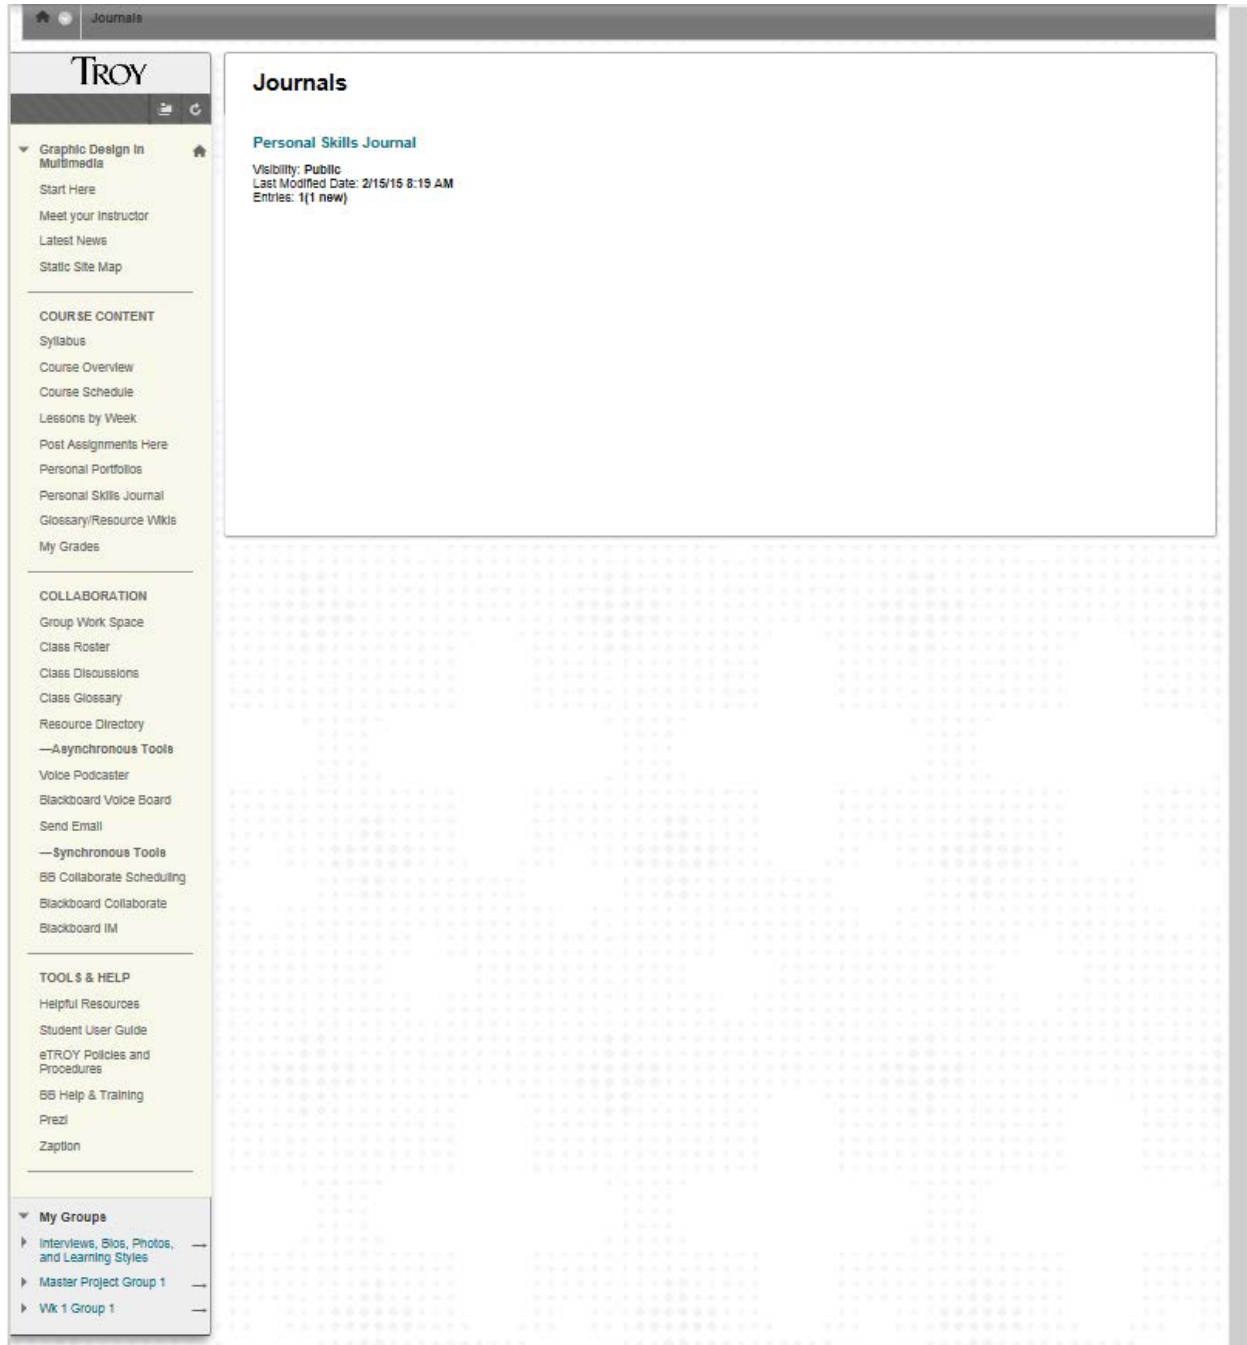 Journals
TROY
Graphic Design in
Multimedia
Start Here
Meet your Instructor
Latest News
Static Site Map
COURSE CONTENT
Syllabus
Course Overview
Course Schedule
Lessons by Week
Post Assignments Here
Personal Portfolios
Personal Skills Journal
Glossary/Resource Wikis
My Grades
COLLABORATION
Group Work Space
Class Roster
Class Discussions
Class Glossary
Resource Directory
—Asynchronous Tools
Voice Podcaster
Blackboard Voice Board
Send Email
—Synchronous Tools
BB Collaborate Scheduling
Blackboard Collaborate
Blackboard IM
TOOLS & HELP
Helpful Resources
Student User Guide
eTROY Policies and
Procedures
BB Help & Training
Prezi
Zaption
My Groups
Interviews, Bios, Photos,
and Learning Styles
Master Project Group 1
Wk 1 Group 1
Journals
Personal Skills Journal
Visibility: Public
Last Modified Date: 2/15/15 8:19 AM
Entries: 1(1 new)